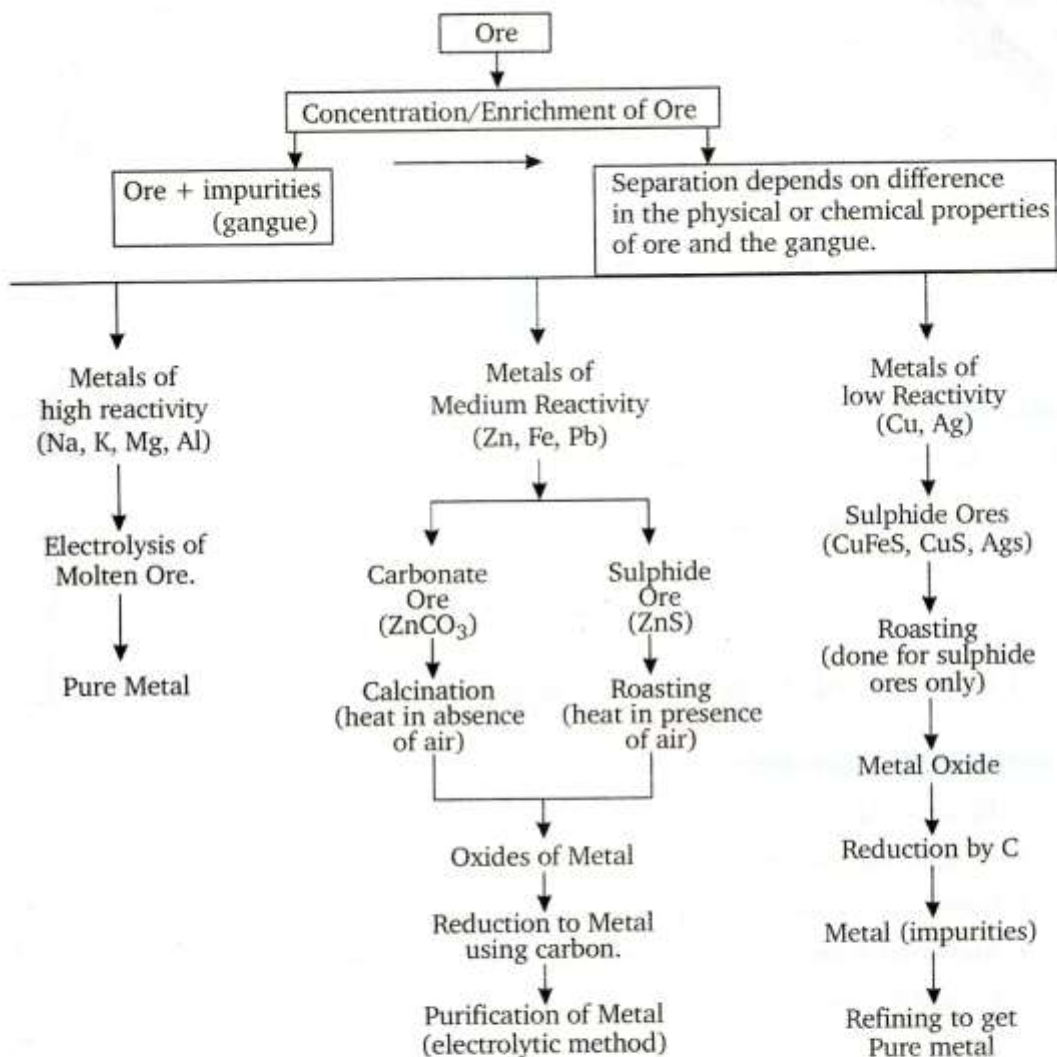 Ore
Concentration/Enrichment of Ore
Ore + impurities
(gangue)
Separation depends on difference
in the physical or chemical properties
of ore and the gangue.
Metals of
high reactivity
(Na, K, Mg, Al)
Electrolysis of
Molten Ore.
Pure Metal
Metals of
Medium Reactivity
(Zn, Fe, Pb)
Carbonate
Ore
(ZnCO₃)
Calcination
(heat in absence
of air)
Sulphide
Ore
(ZnS)
Roasting
(heat in presence
of air)
Oxides of Metal
Reduction to Metal
using carbon.
Purification of Metal
(electrolytic method)
Metals of
low Reactivity
(Cu, Ag)
Sulphide Ores
(CuFeS, CuS, Ags)
Roasting
(done for sulphide
ores only)
Metal Oxide
Reduction by C
Metal (impurities)
Refining to get
Pure metal